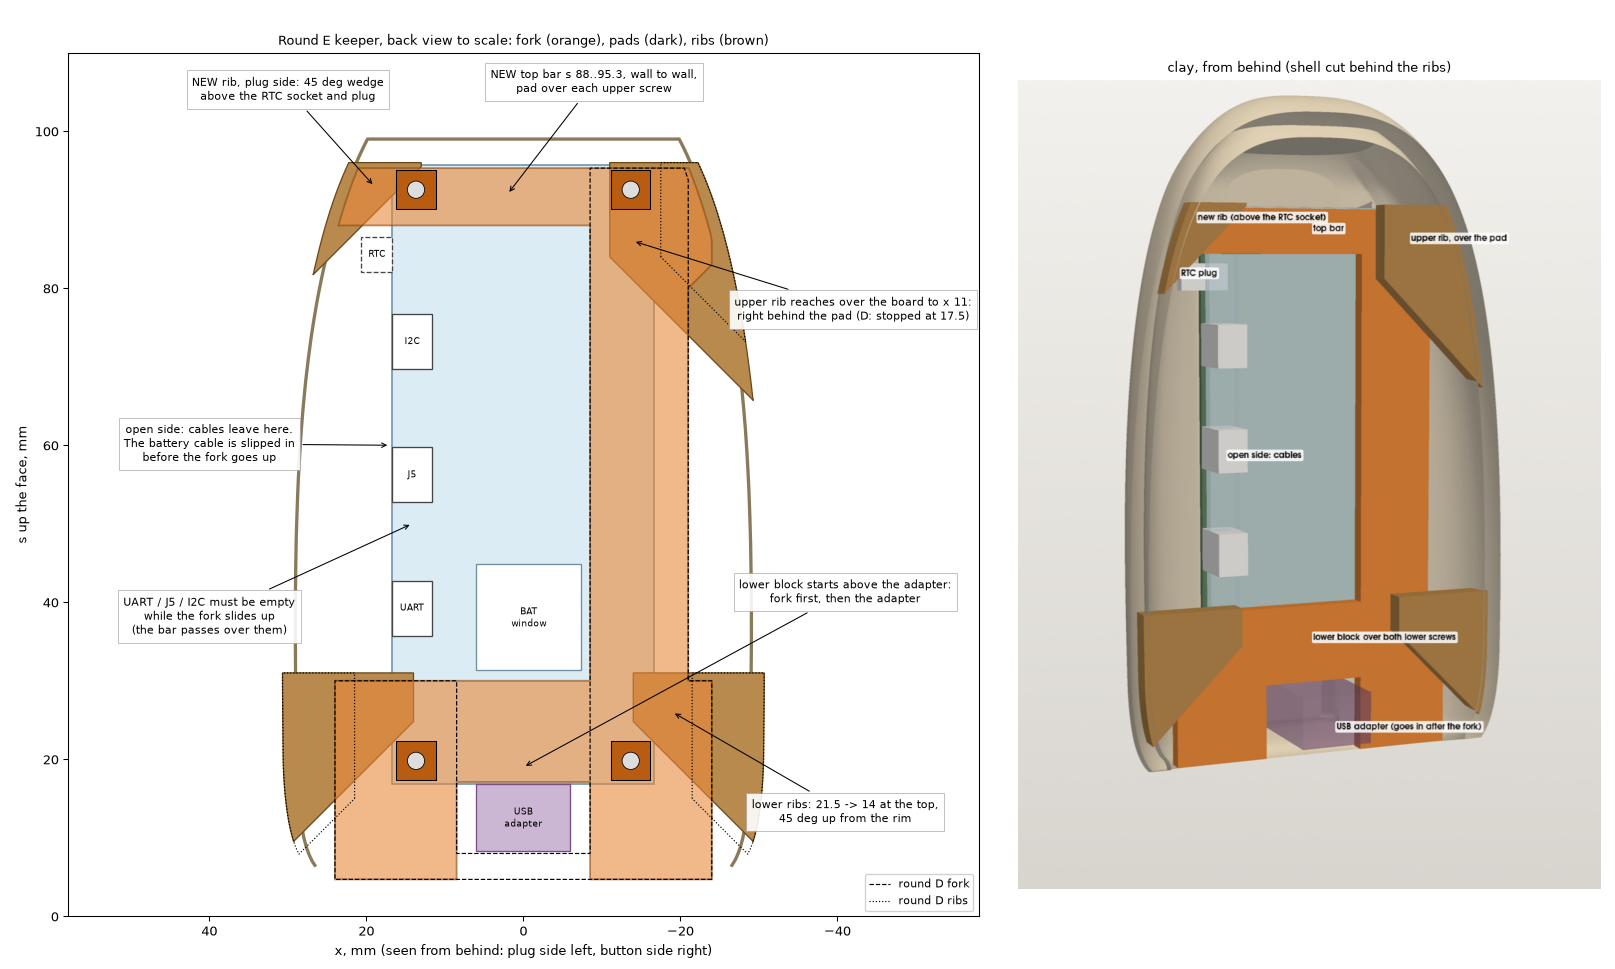 Round E keeper, back view to scale: fork (orange), pads (dark), ribs (brown)
clay, from behind (shell cut behind the ribs)
NEW rib, plug side: 45 deg wedge
above the RTC socket and plug
NEW top bar s 88..95.3, wall to wall,
pad over each upper screw
RTC
I2C
J5
UART
BAT
window
USB
adapter
upper rib reaches over the board to x 11:
right behind the pad (D: stopped at 17.5)
open side: cables leave here.
The battery cable is slipped in
before the fork goes up
UART / J5 / I2C must be empty
while the fork slides up
(the bar passes over them)
lower block starts above the adapter:
fork first, then the adapter
lower ribs: 21.5 -> 14 at the top,
45 deg up from the rim
round D fork
round D ribs
100
80
60
40
20
0
s up the face, mm
40
20
0
−20
−40
x, mm (seen from behind: plug side left, button side right)
new rib (above the RTC socket)
top bar
upper rib, over the pad
RTC plug
open side: cables
lower block over both lower screws
USB adapter (goes in after the fork)